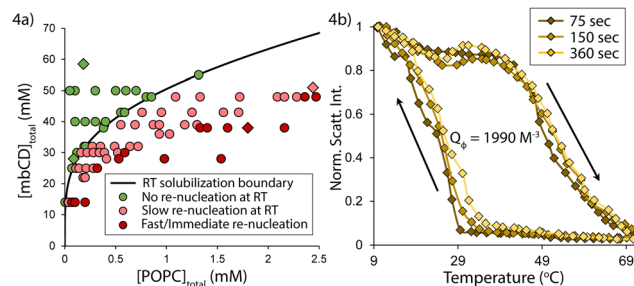 4a)
[mbCD]total (mM)
70
60
50
40
30
20
10
0
RT solubilization boundary
No re-nucleation at RT
Slow re-nucleation at RT
Fast/Immediate re-nucleation
0
0.5
1
1.5
2
2.5
[POPC]total (mM)
4b)
75 sec
150 sec
360 sec
Norm. Scatt. Int.
1
0.8
0.6
0.4
0.2
0
Qϕ = 1990 M-3
9
29
49
69
Temperature (oC)